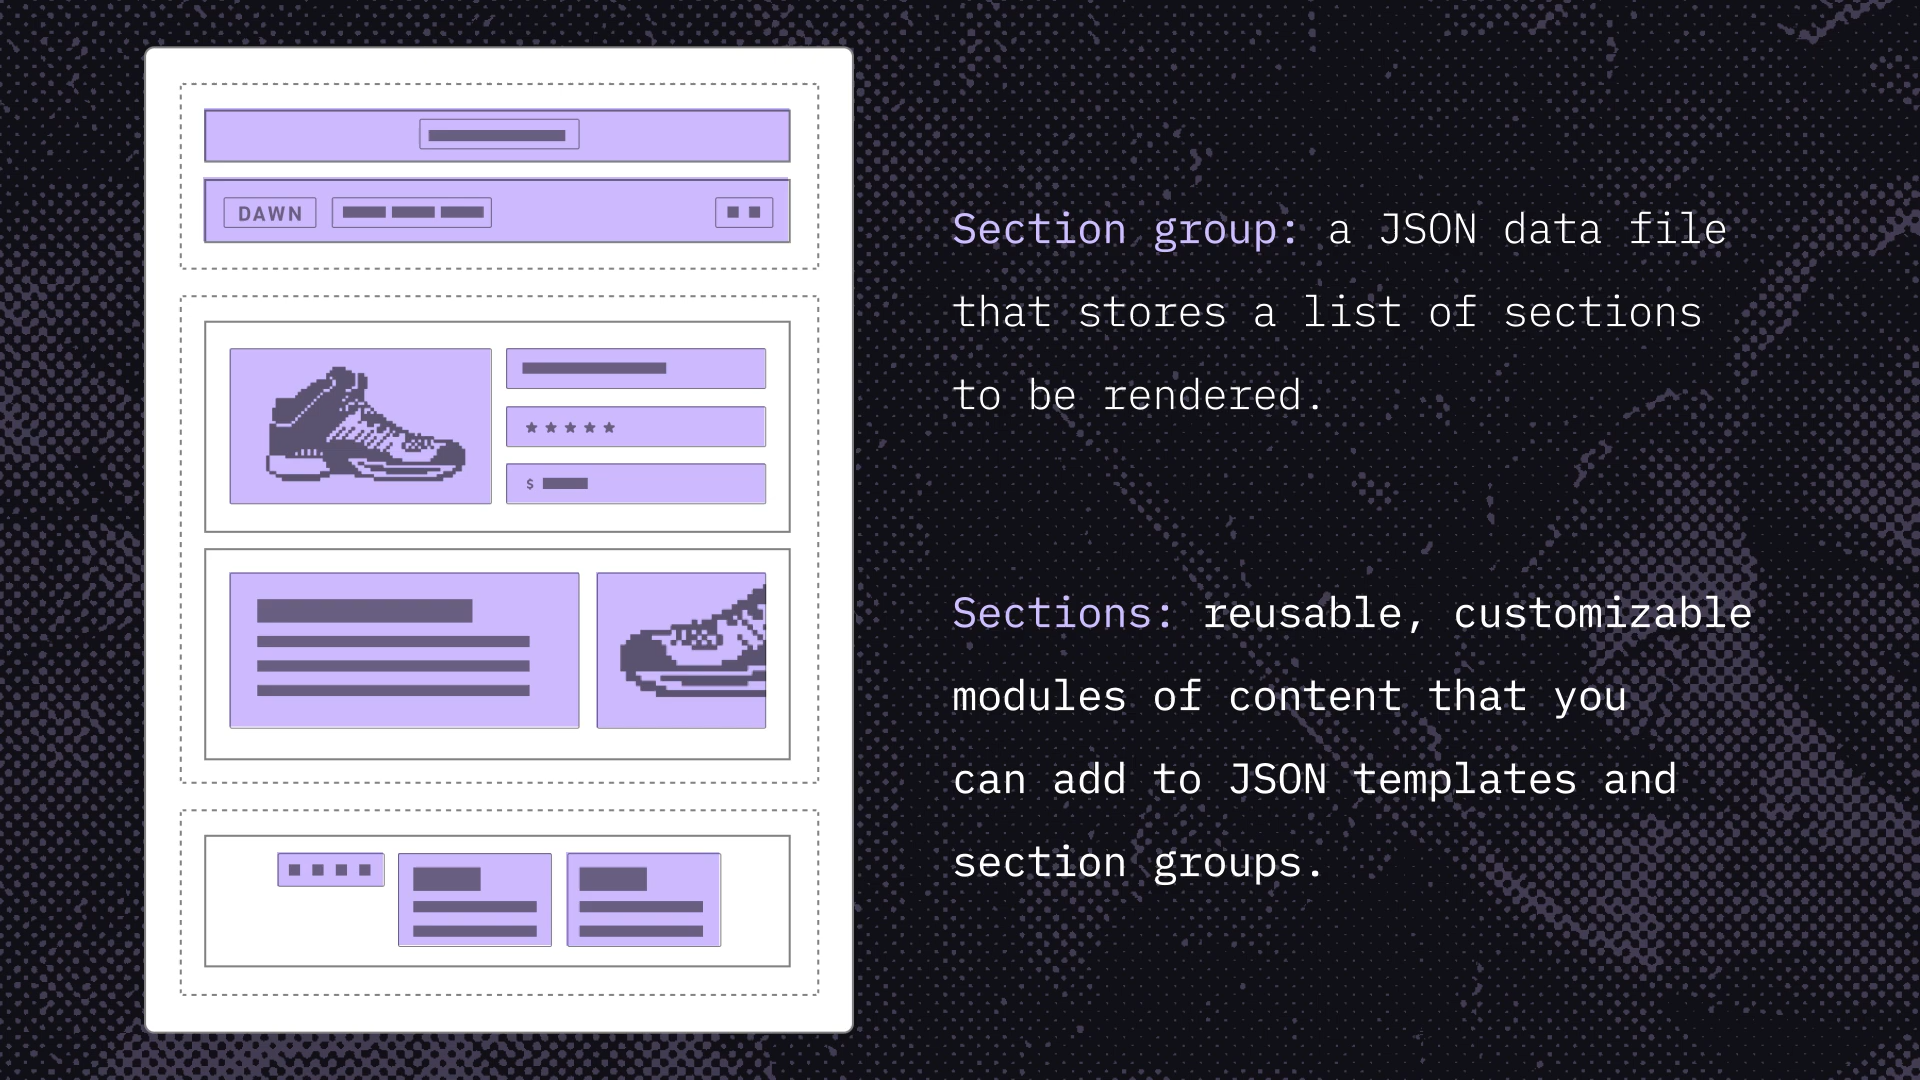 DAWN
$
Section group: a JSON data file
that stores a list of sections
to be rendered.
Sections: reusable, customizable
modules of content that you
can add to JSON templates and
section groups.